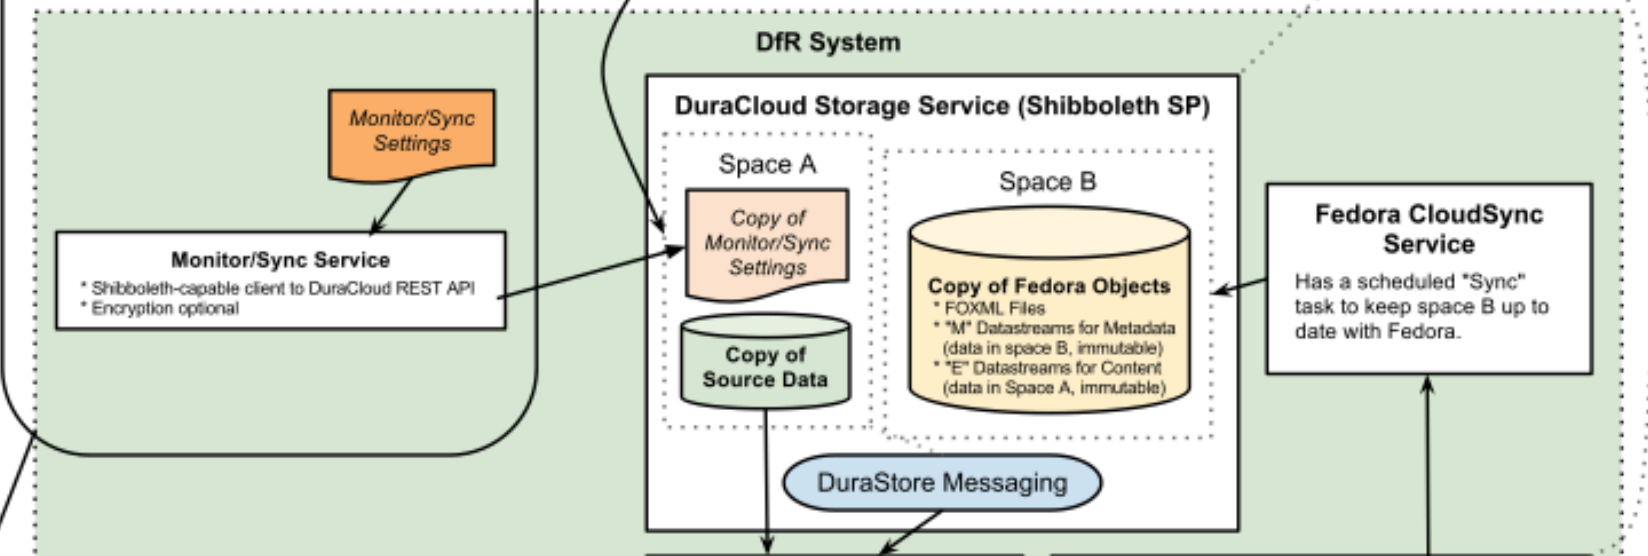 DfR System
Monitor/Sync
Settings
Monitor/Sync Service
* Shibboleth-capable client to DuraCloud REST API
* Encryption optional
DuraCloud Storage Service (Shibboleth SP)
Space A
Copy of
Monitor/Sync
Settings
Copy of
Source Data
Space B
Copy of Fedora Objects
* FOXML Files
* "M" Datastreams for Metadata
(data in space B, immutable)
* "E" Datastreams for Content
(data in Space A, immutable)
DuraStore Messaging
Fedora CloudSync
Service
Has a scheduled "Sync"
task to keep space B up to
date with Fedora.